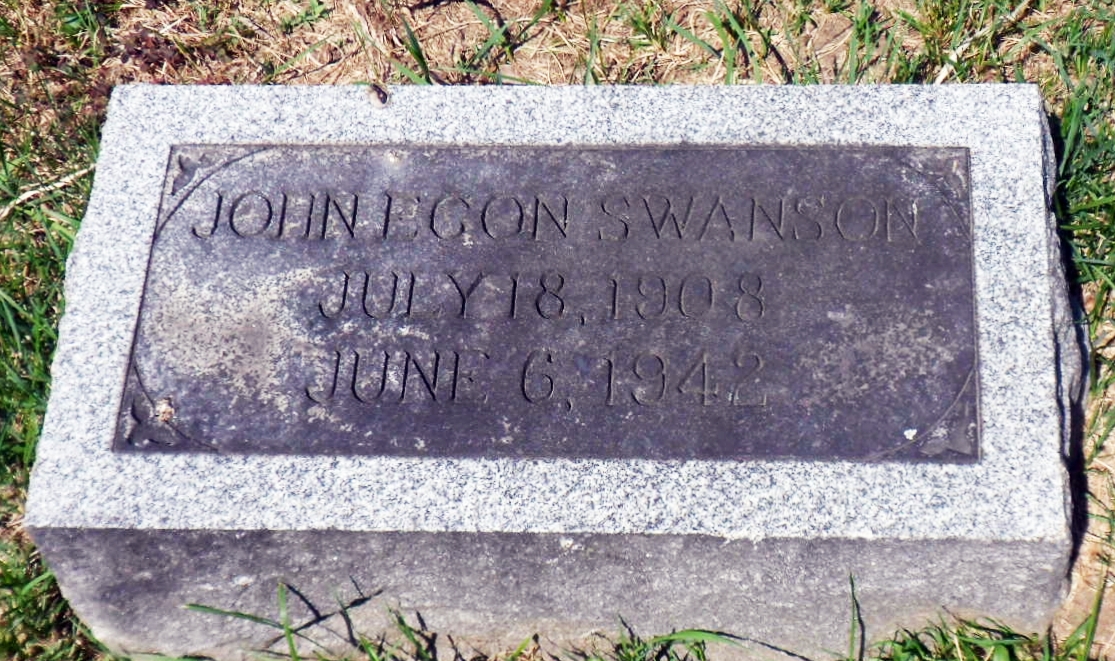 JOHN EGON SWANSON
JULY 18, 1908
JUNE 6, 1942